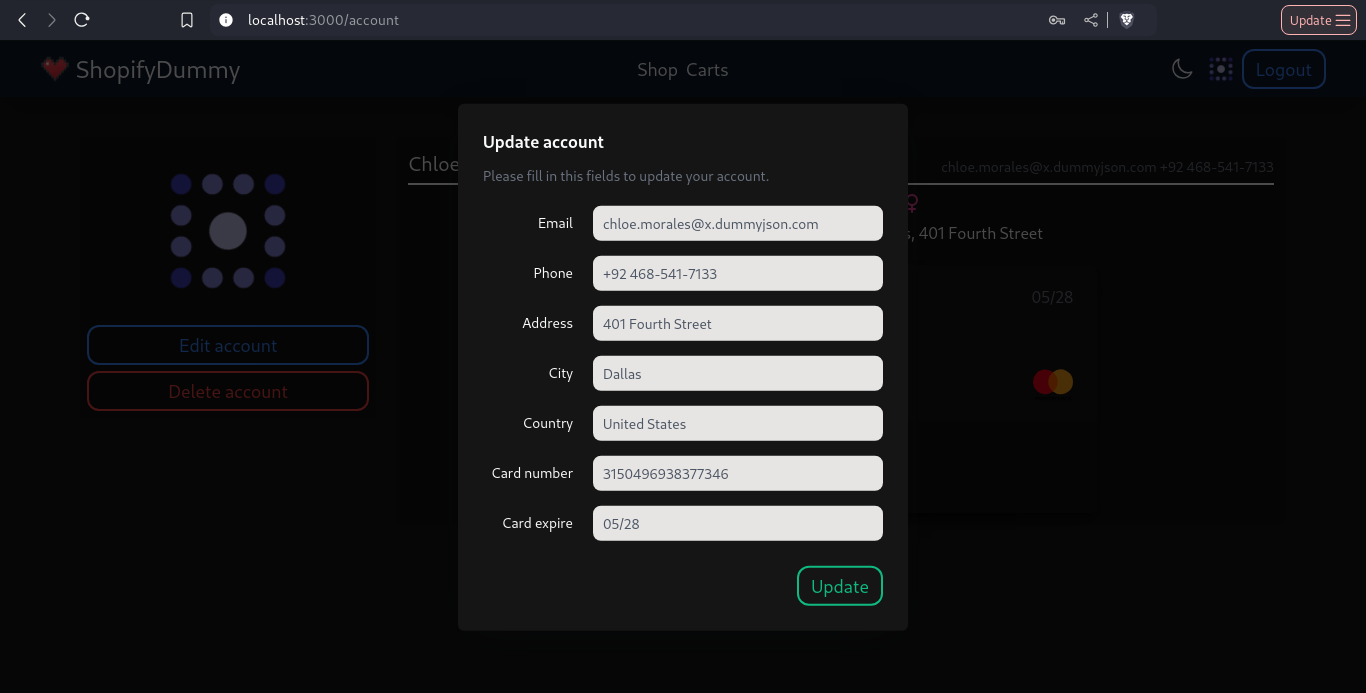 localhost:3000/account
Update
ShopifyDummy
Shop Carts
Logout
Update account
Please fill in this fields to update your account.
Chloe
chloe.morales@x.dummyjson.com +92 468-541-7133
s, 401 Fourth Street
05/28
Edit account
Delete account
Email chloe.morales@x.dummyjson.com
Phone +92 468-541-7133
Address 401 Fourth Street
City Dallas
Country United States
Card number 3150496938377346
Card expire 05/28
Update